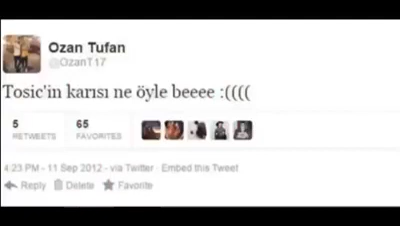 Ozan Tufan
@OzanT17
Tosic'in karısı ne öyle beeee :((((
5 65
RETWEETS FAVORITES
4:23 PM - 11 Sep 2012 - via Twitter · Embed this Tweet
Reply Delete Favorite